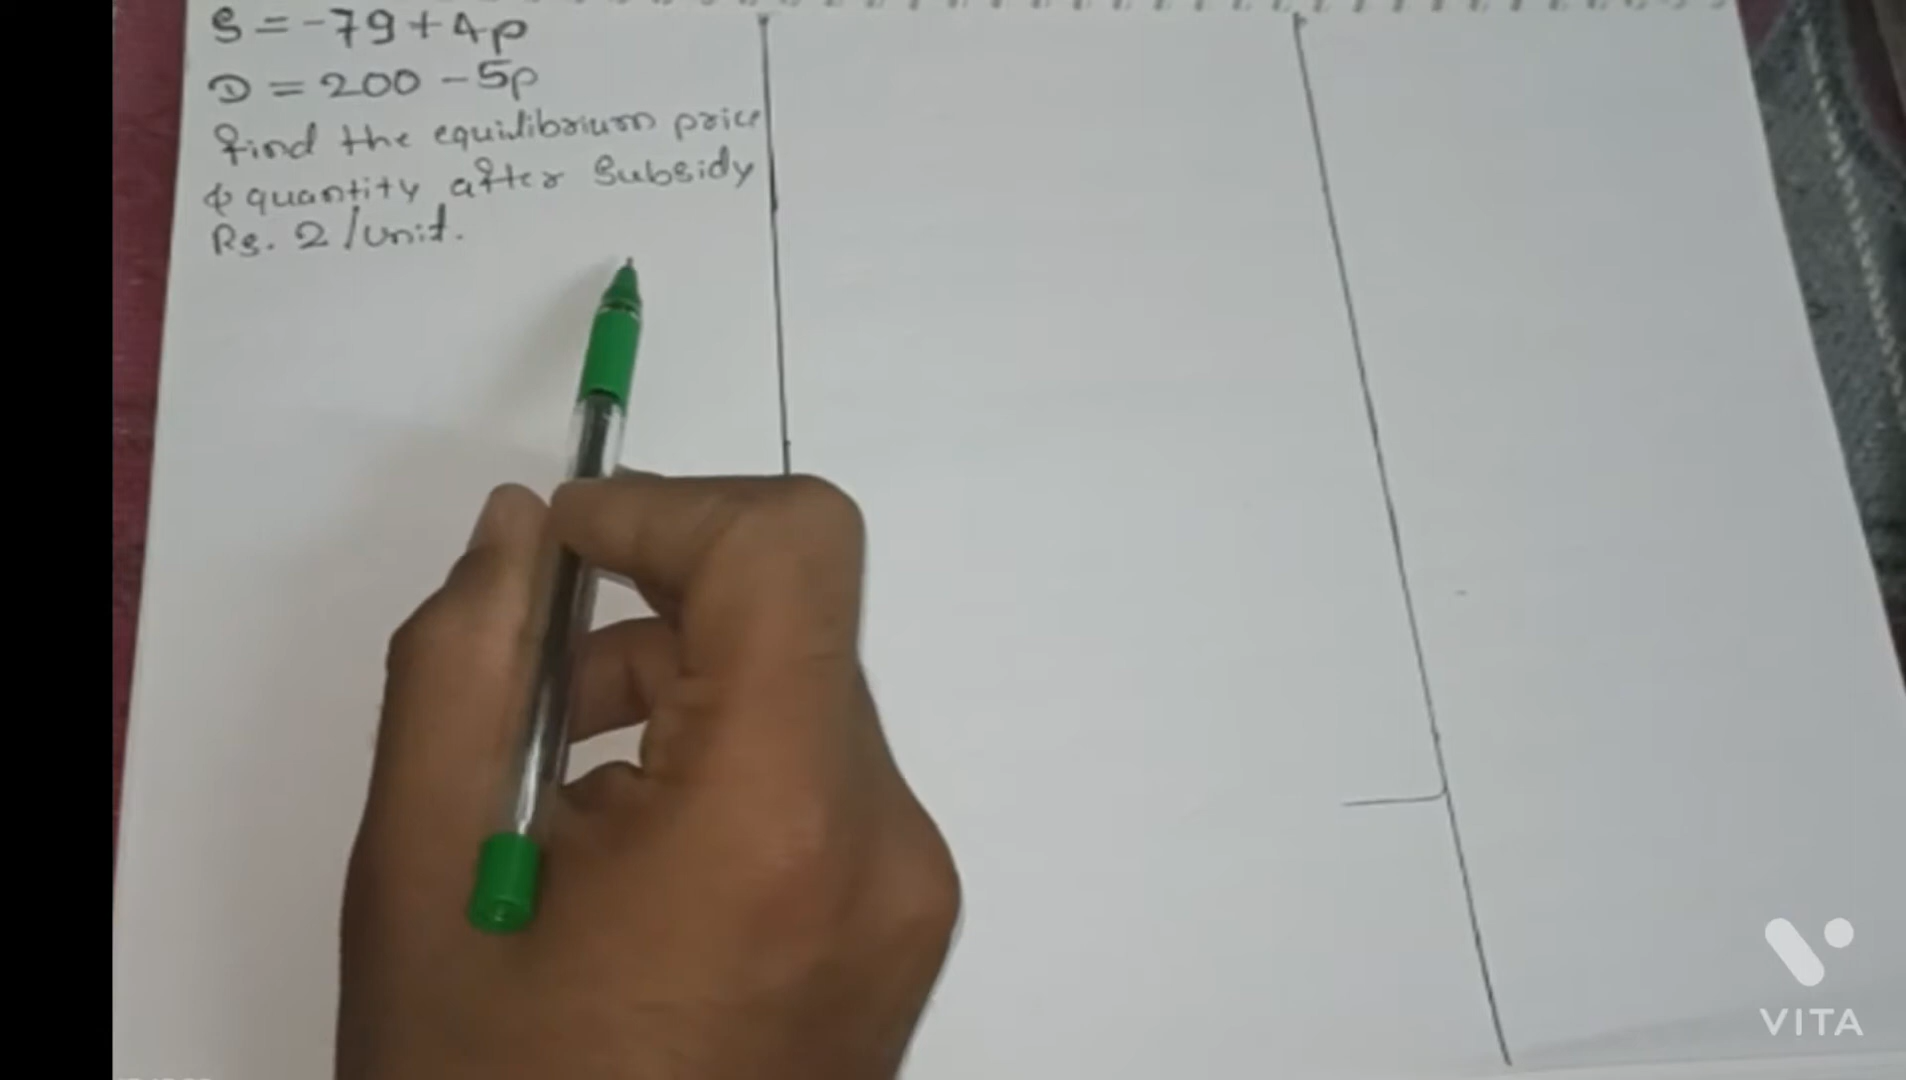 S = -79 + 4p
D = 200 - 5p
find the equilibrium price
& quantity after subsidy
Rs. 2 / unit.
VITA